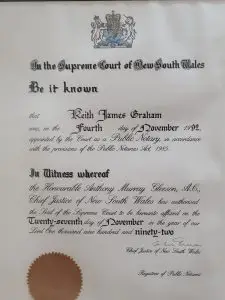 In the Supreme Court of New South Wales
Be it known
that Keith James Graham
was, on the Fourth day of November 1992,
appointed by the Court as a Public Notary, in accordance
with the provisions of the Public Notaries Act, 1985.
In Witness whereof
the Honourable Anthony Murray Gleeson, A.C.,
Chief Justice of New South Wales has authorised
the Seal of the Supreme Court to be hereunto affixed on
Twenty-seventh day of November in the year of our
Lord One thousand nine hundred and ninety-two
Chief Justice of New South Wales
Registrar of Public Notaries